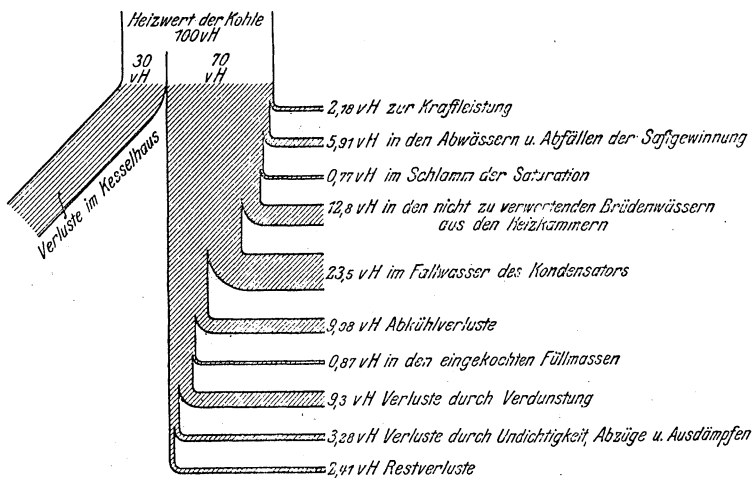 Heizwert der Kohle
100 vH
30
vH
70
vH
Verluste im Kesselhaus
2,18 vH zur Kraftleistung
5,91 vH in den Abwässern u. Abfällen der Saftgewinnung
0,77 vH im Schlamm der Saturation
12,8 vH in den nicht zu verwertenden Brüdenwässern
aus den Heizkammern
23,5 vH im Fallwasser des Kondensators
vH Abkühlverluste
0,87 vH in den eingekochten Füllmassen
9,3 vH Verluste durch Verdunstung
3,28 vH Verluste durch Undichtigkeit, Abzüge u. Ausdämpfen
2,41 vH Restverluste